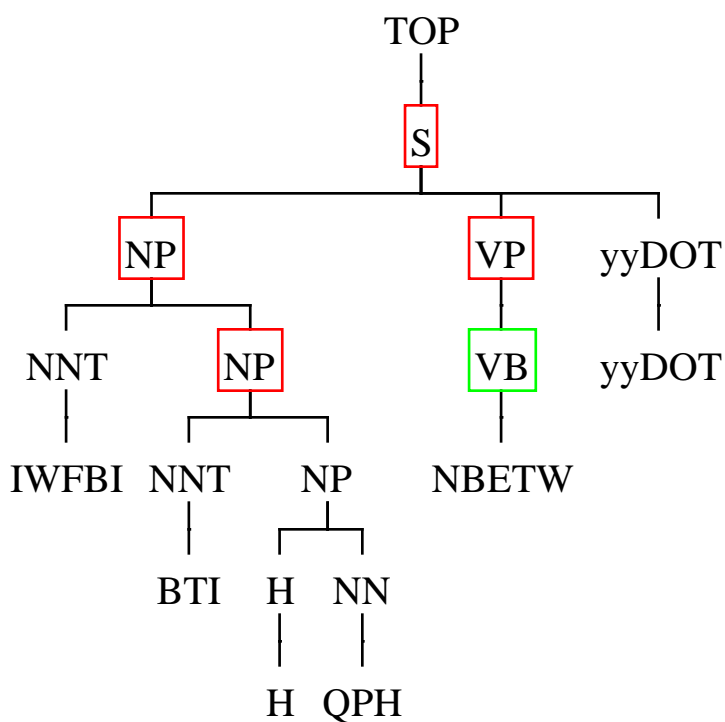 TOP
S
NP VP yyDOT
NNT NP VB yyDOT
IWFBI NNT NP NBETW
BTI H NN
H QPH